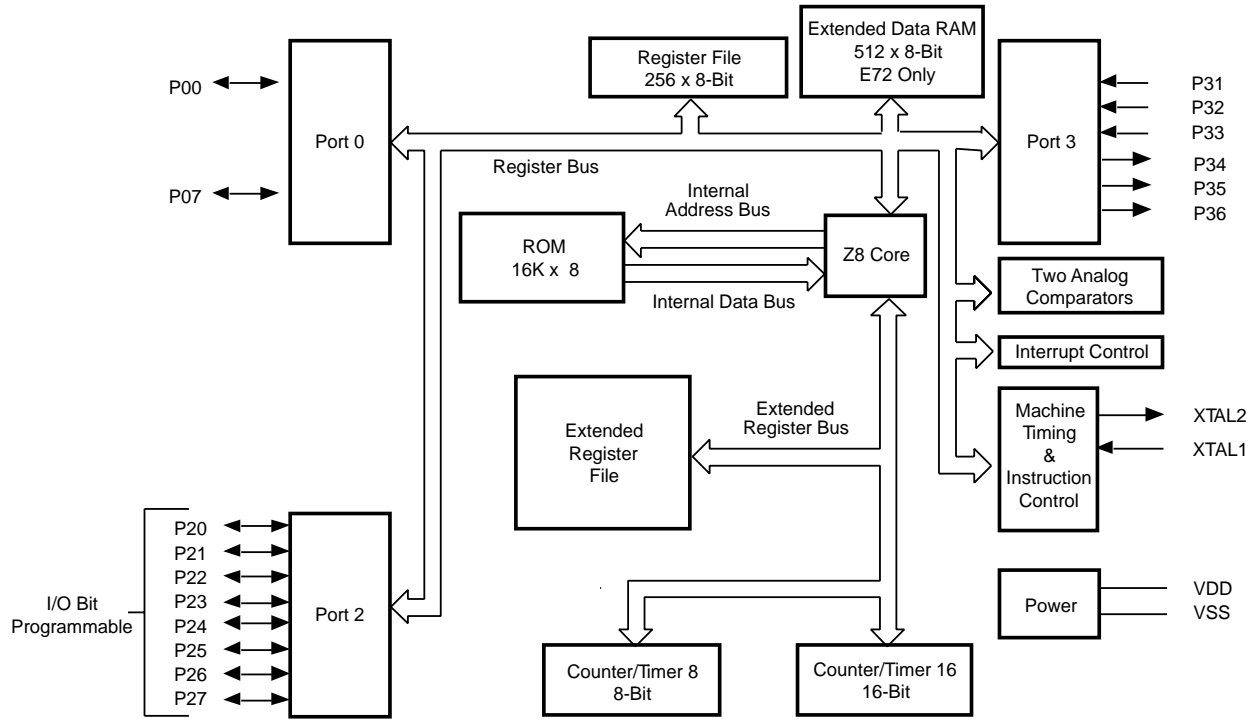 Extended Data RAM
512 x 8-Bit
E72 Only
Register File
256 x 8-Bit
P00
P07
Port 0
Register Bus
Port 3
P31
P32
P33
P34
P35
P36
Internal
Address Bus
ROM
16K x 8
Internal Data Bus
Z8 Core
Two Analog
Comparators
Interrupt Control
Extended
Register
File
Extended
Register Bus
Machine
Timing
&
Instruction
Control
XTAL2
XTAL1
I/O Bit
Programmable
P20
P21
P22
P23
P24
P25
P26
P27
Port 2
Power
VDD
VSS
Counter/Timer 8
8-Bit
Counter/Timer 16
16-Bit